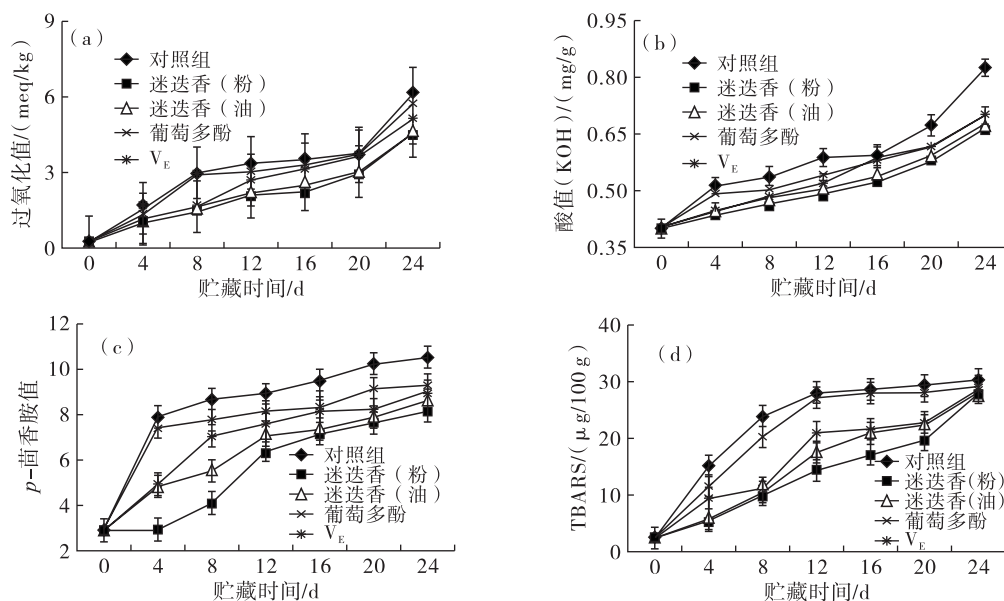 (a)
过氧化值/(meq/kg)
9
6
3
0
对照组
迷迭香(粉)
迷迭香(油)
葡萄多酚
VE
0 4 8 12 16 20 24
贮藏时间/d
(b)
酸值(KOH)/(mg/g)
0.95
0.80
0.65
0.50
0.35
对照组
迷迭香(粉)
迷迭香(油)
葡萄多酚
VE
0 4 8 12 16 20 24
贮藏时间/d
(c)
p-茴香胺值
12
10
8
6
4
2
对照组
迷迭香(粉)
迷迭香(油)
葡萄多酚
VE
0 4 8 12 16 20 24
贮藏时间/d
(d)
TBARS/(μg/100g)
40
30
20
10
0
对照组
迷迭香(粉)
迷迭香(油)
葡萄多酚
VE
0 4 8 12 16 20 24
贮藏时间/d